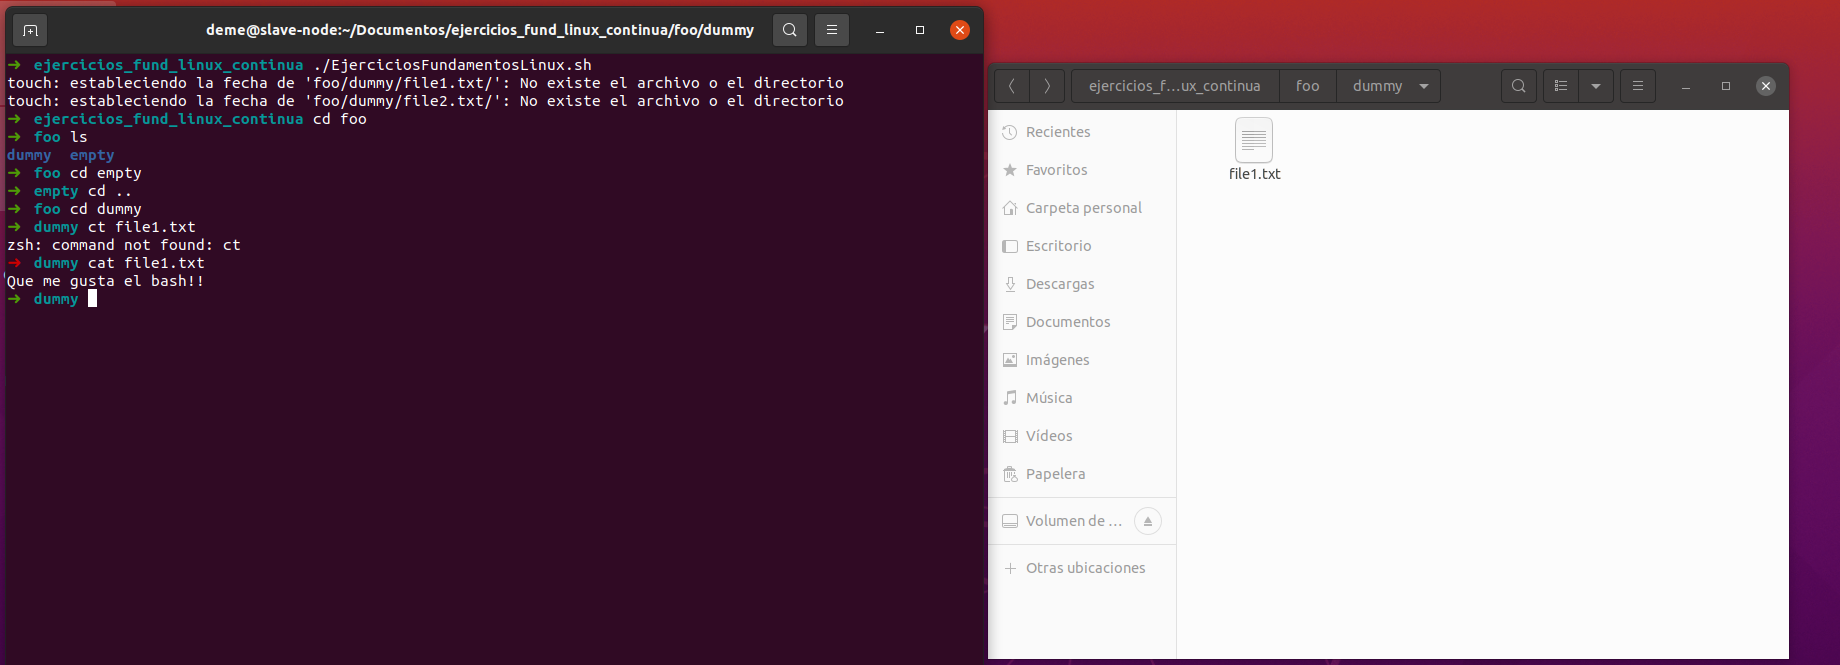 deme@slave-node:~/Documentos/ejercicios_fund_linux_continua/foo/dummy
➜ ejercicios_fund_linux_continua ./EjerciciosFundamentosLinux.sh
touch: estableciendo la fecha de 'foo/dummy/file1.txt/': No existe el archivo o el directorio
touch: estableciendo la fecha de 'foo/dummy/file2.txt/': No existe el archivo o el directorio
➜ ejercicios_fund_linux_continua cd foo
➜ foo ls
dummy empty
➜ foo cd empty
➜ empty cd ..
➜ foo cd dummy
➜ dummy ct file1.txt
zsh: command not found: ct
➜ dummy cat file1.txt
Que me gusta el bash!!
➜ dummy
ejercicios_f...ux_continua foo dummy
Recientes
Favoritos
Carpeta personal
Escritorio
Descargas
Documentos
Imágenes
Música
Vídeos
Papelera
Volumen de ...
Otras ubicaciones
file1.txt